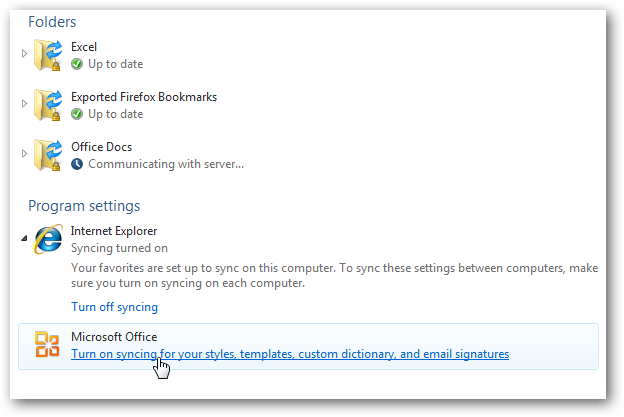 Folders
Excel
Up to date
Exported Firefox Bookmarks
Up to date
Office Docs
Communicating with server...
Program settings
Internet Explorer
Syncing turned on
Your favorites are set up to sync on this computer. To sync these settings between computers, make
sure you turn on syncing on each computer.
Turn off syncing
Microsoft Office
Turn on syncing for your styles, templates, custom dictionary, and email signatures